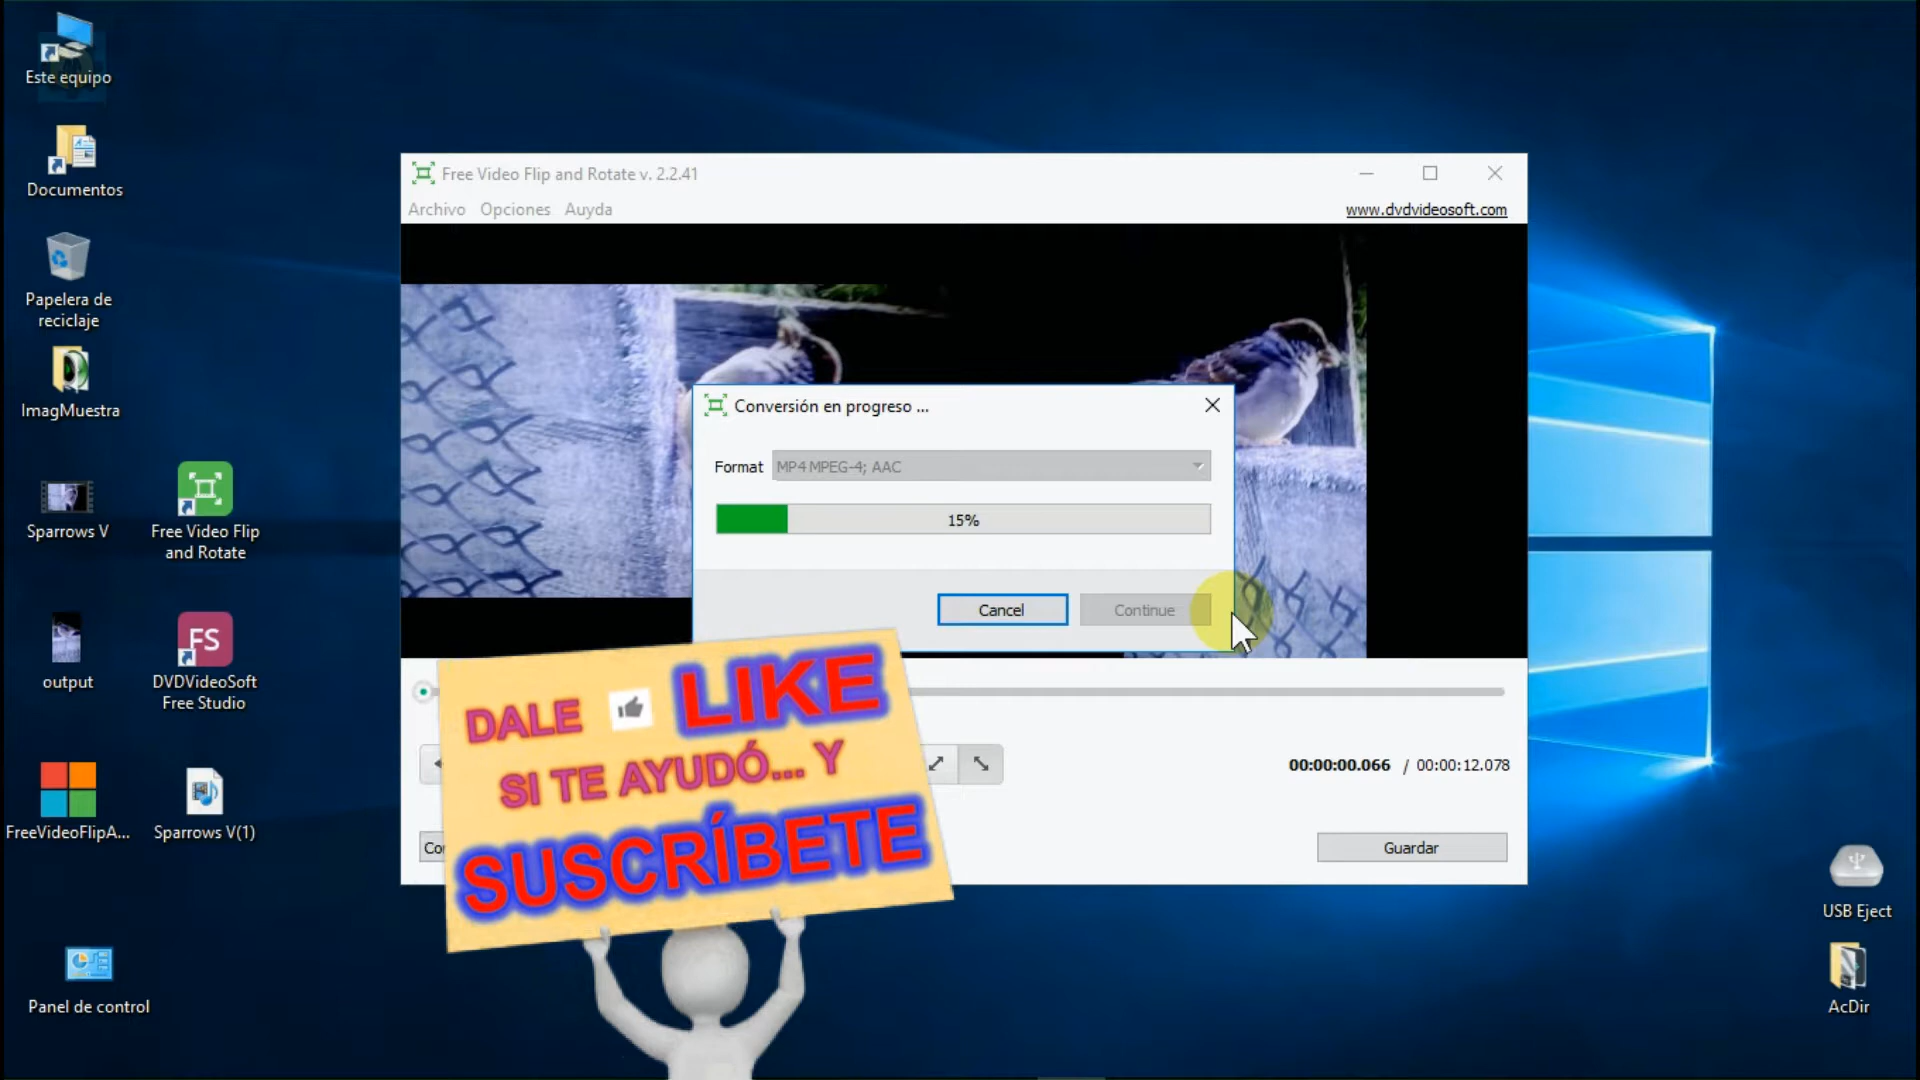 Este equipo
Documentos
Papelera de
reciclaje
ImagMuestra
Sparrows V
Free Video Flip
and Rotate
output
FS
DVDVideoSoft
Free Studio
FreeVideoFlipA...
Sparrows V(1)
Panel de control
Free Video Flip and Rotate v. 2.2.41
Archivo Opciones Auyda
www.dvdvideosoft.com
Conversión en progreso ...
Format MP4 MPEG-4; AAC
15%
Cancel Continue
DALE LIKE
SI TE AYUDÓ... Y
SUSCRÍBETE
00:00:00.066 / 00:00:12.078
Guardar
USB Eject
AcDir